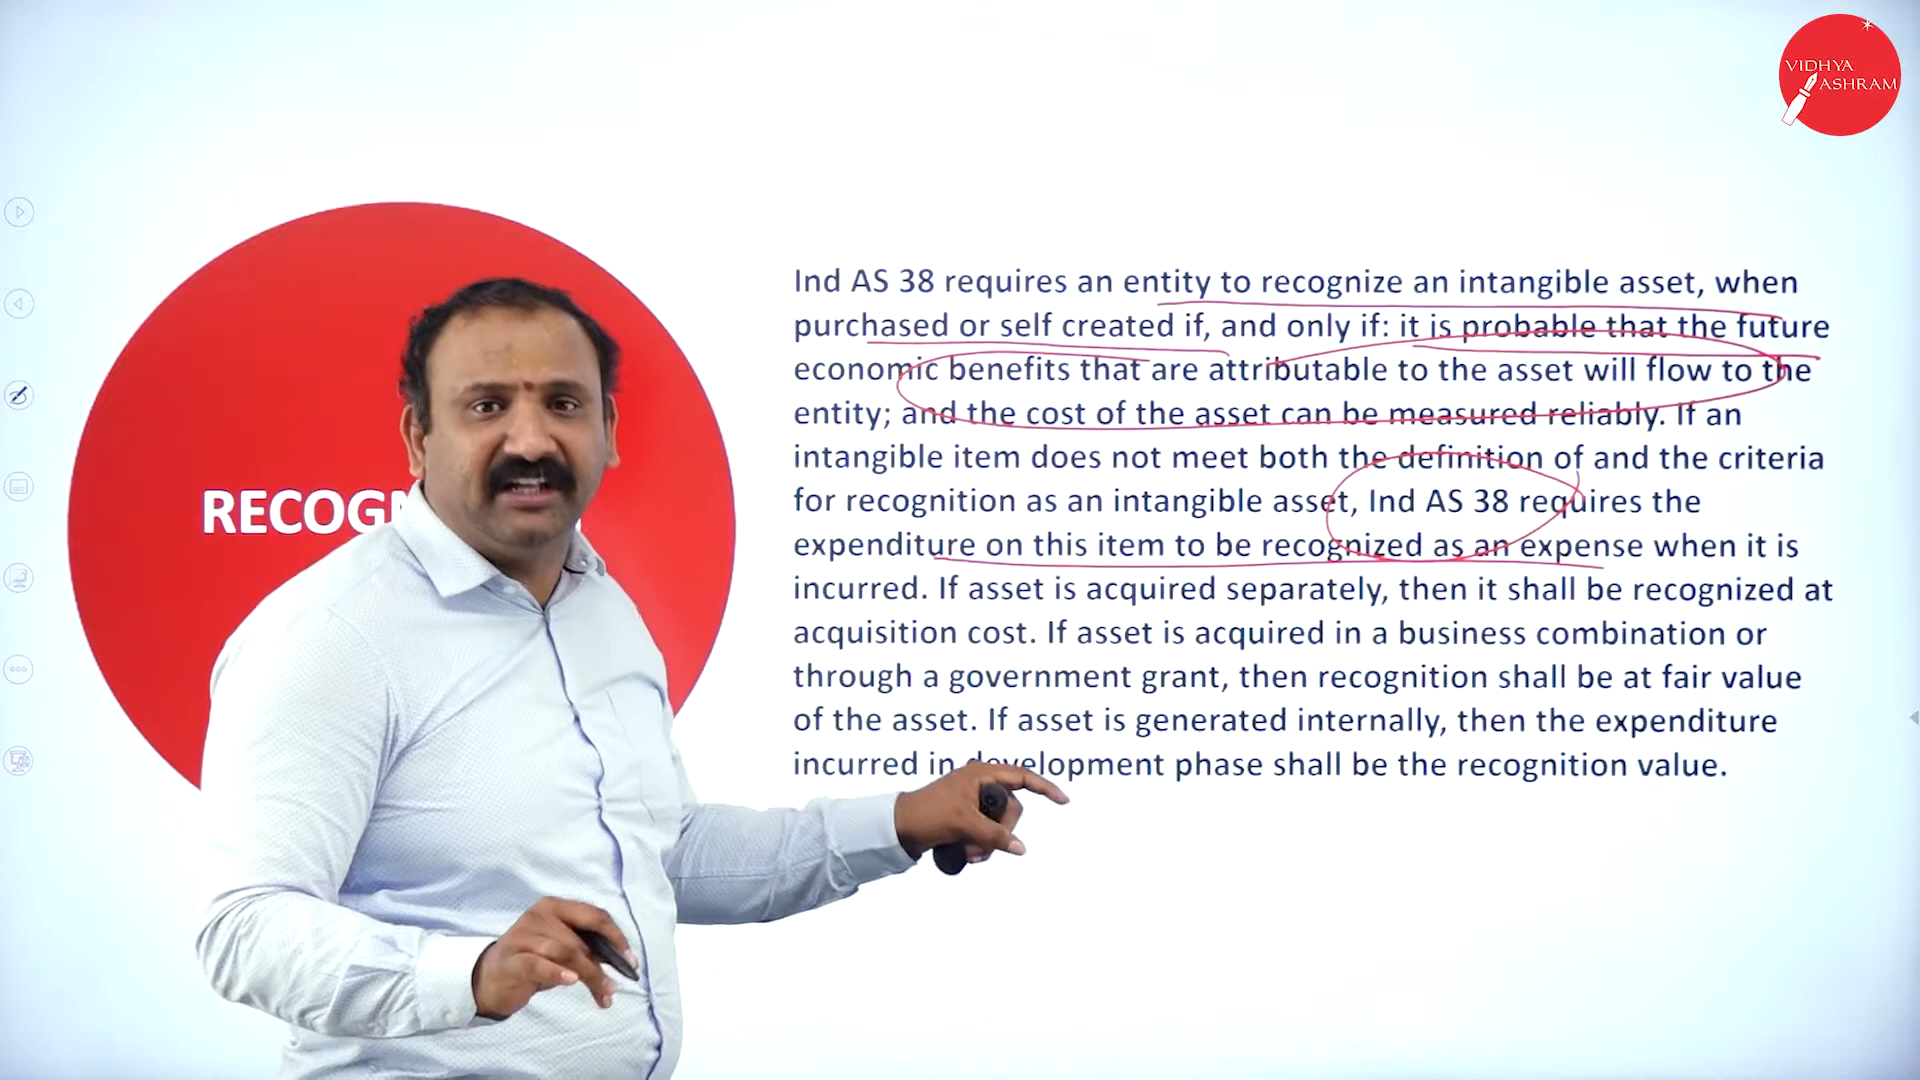 VIDHYA
ASHRAM
RECOG
Ind AS 38 requires an entity to recognize an intangible asset, when
purchased or self created if, and only if: it is probable that the future
economic benefits that are attributable to the asset will flow to the
entity; and the cost of the asset can be measured reliably. If an
intangible item does not meet both the definition of and the criteria
for recognition as an intangible asset, Ind AS 38 requires the
expenditure on this item to be recognized as an expense when it is
incurred. If asset is acquired separately, then it shall be recognized at
acquisition cost. If asset is acquired in a business combination or
through a government grant, then recognition shall be at fair value
of the asset. If asset is generated internally, then the expenditure
incurred in development phase shall be the recognition value.